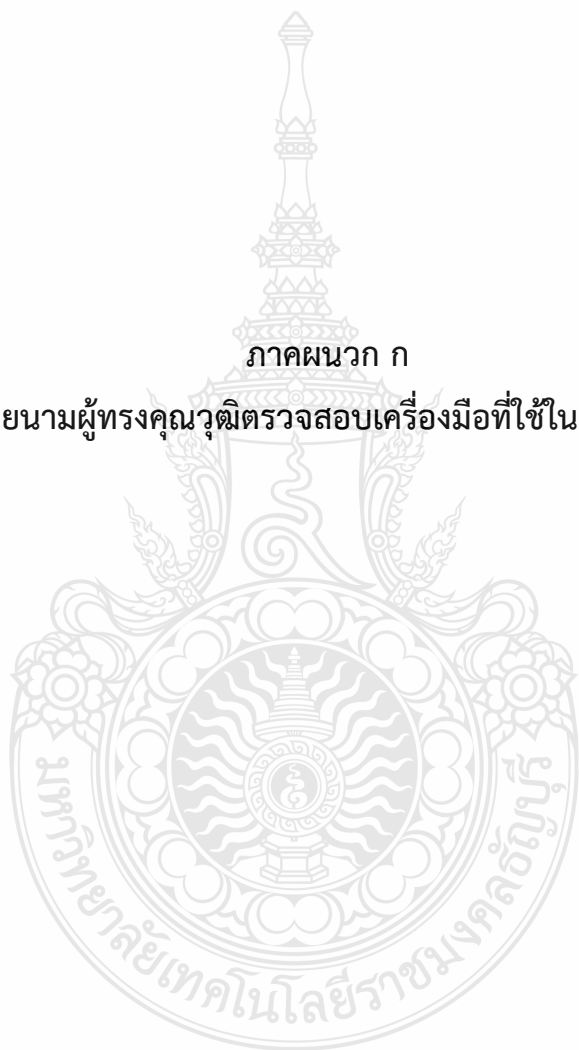 ภาคผนวก ก
ยนามผู้ทรงคุณวุฒิตรวจสอบเครื่องมือที่ใช้ใน
มหาวิทยาลัยเทคโนโลยีราชมงคลธัญบุรี